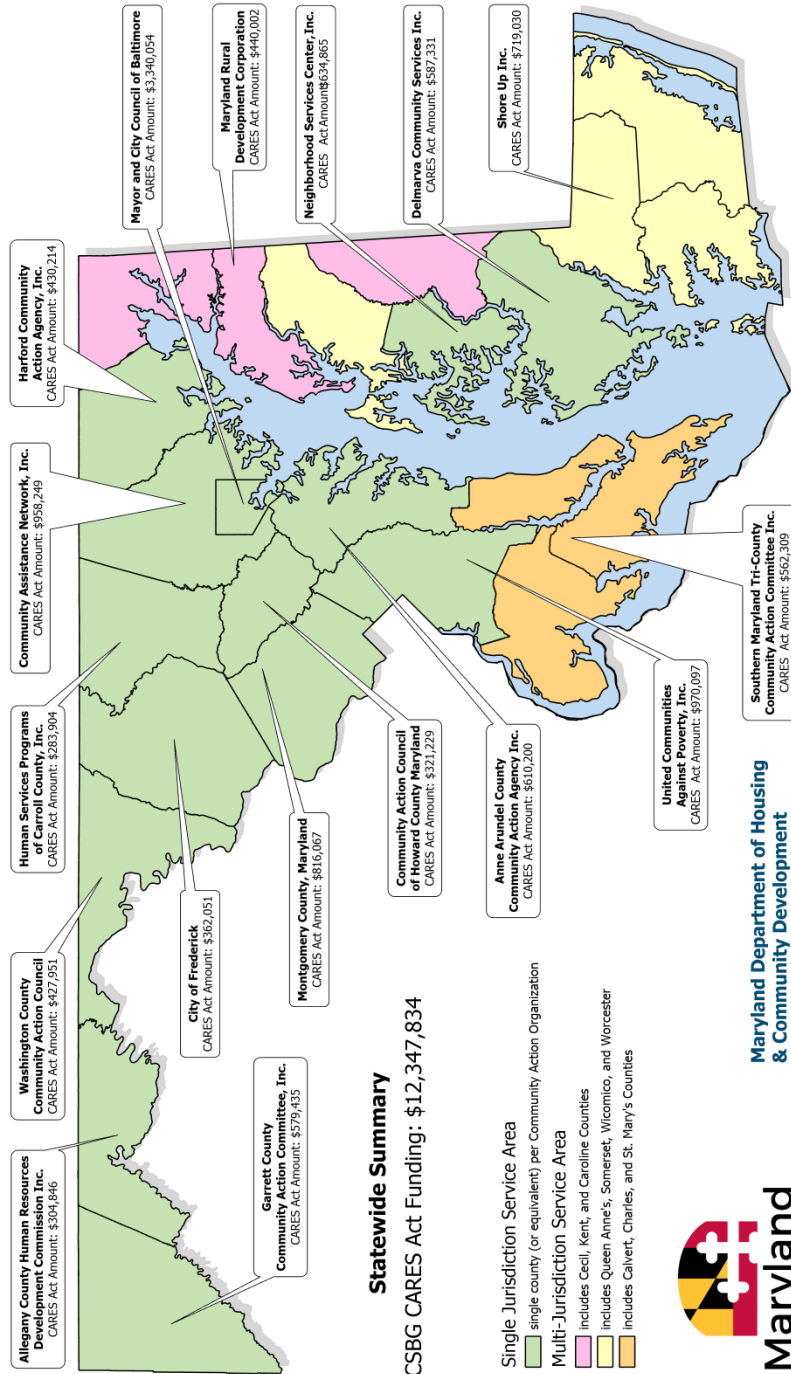 Allegany County Human Resources
Development Commission Inc.
CARES Act Amount: $304,846
Washington County
Community Action Council
CARES Act Amount: $427,951
Human Services Programs
of Carroll County, Inc.
CARES Act Amount: $283,904
Community Assistance Network, Inc.
CARES Act Amount: $958,249
Harford Community
Action Agency, Inc.
CARES Act Amount: $430,214
Mayor and City Council of Baltimore
CARES Act Amount: $3,340,054
Maryland Rural
Development Corporation
CARES Act Amount: $440,002
Neighborhood Services Center, Inc.
CARES Act Amount$634,865
Delmarva Community Services Inc.
CARES Act Amount: $587,331
Shore Up Inc.
CARES Act Amount: $719,030
City of Frederick
CARES Act Amount: $362,051
Garrett County
Community Action Committee, Inc.
CARES Act Amount: $579,435
Montgomery County, Maryland
CARES Act Amount: $816,067
Community Action Council
of Howard County Maryland
CARES Act Amount: $321,229
Anne Arundel County
Community Action Agency Inc.
CARES Act Amount: $610,200
United Communities
Against Poverty, Inc.
CARES Act Amount: $970,097
Southern Maryland Tri-County
Community Action Committee Inc.
CARES Act Amount: $562,309
Statewide Summary
CSBG CARES Act Funding: $12,347,834
Single Jurisdiction Service Area
single county (or equivalent) per Community Action Organization
Multi-Jurisdiction Service Area
includes Cecil, Kent, and Caroline Counties
includes Queen Anne's, Somerset, Wicomico, and Worcester
includes Calvert, Charles, and St. Mary's Counties
Maryland
Maryland Department of Housing
& Community Development